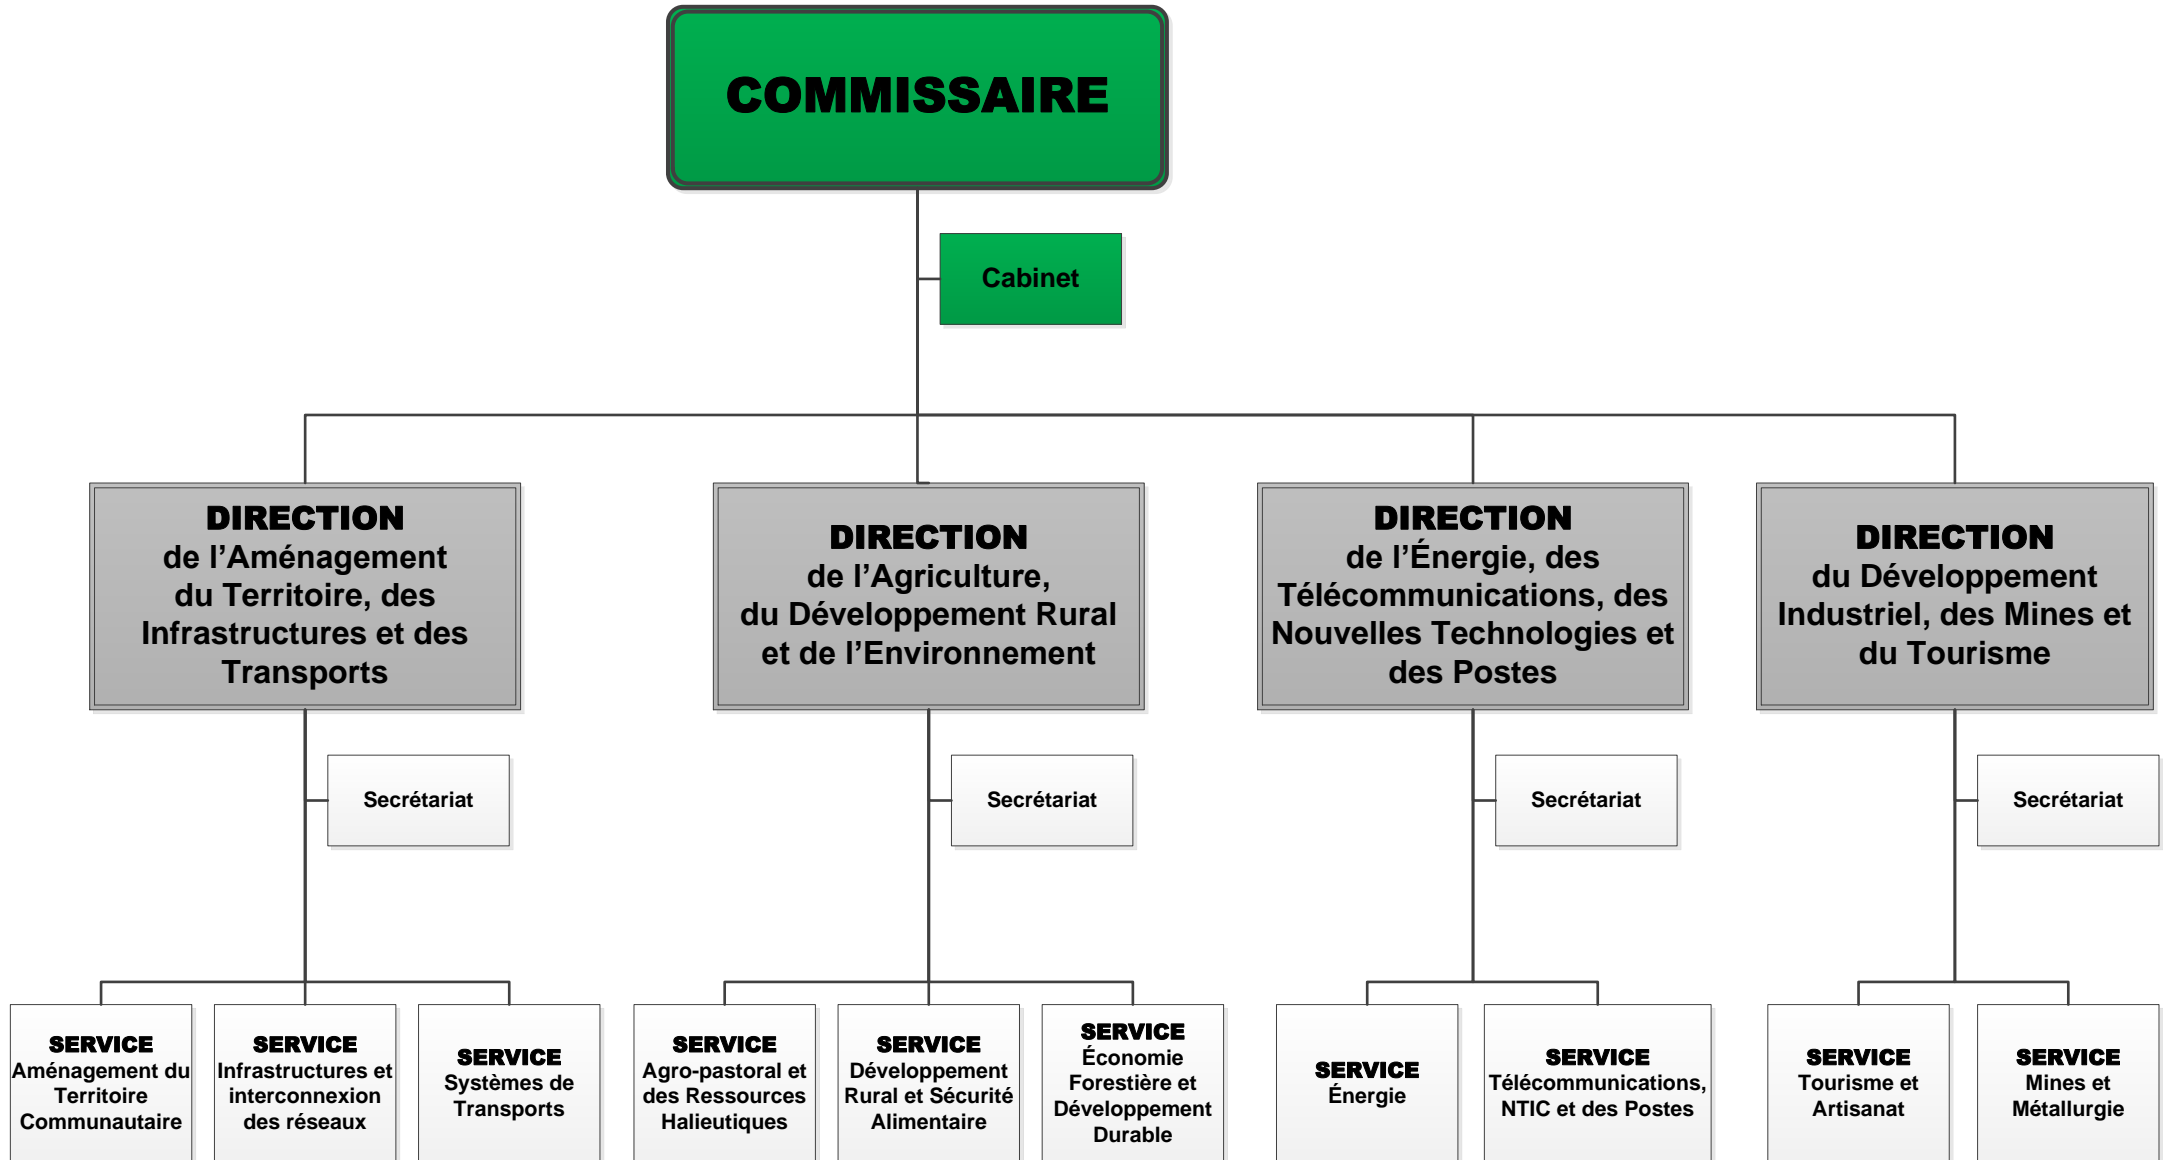 COMMISSAIRE
Cabinet
DIRECTION
de l’Aménagement
du Territoire, des
Infrastructures et des
Transports
DIRECTION
de l’Agriculture,
du Développement Rural
et de l’Environnement
DIRECTION
de l’Énergie, des
Télécommunications, des
Nouvelles Technologies et
des Postes
DIRECTION
du Développement
Industriel, des Mines et
du Tourisme
Secrétariat
Secrétariat
Secrétariat
Secrétariat
SERVICE
Aménagement du
Territoire
Communautaire
SERVICE
Infrastructures et
interconnexion
des réseaux
SERVICE
Systèmes de
Transports
SERVICE
Agro-pastoral et
des Ressources
Halieutiques
SERVICE
Développement
Rural et Sécurité
Alimentaire
SERVICE
Économie
Forestière et
Développement
Durable
SERVICE
Énergie
SERVICE
Télécommunications,
NTIC et des Postes
SERVICE
Tourisme et
Artisanat
SERVICE
Mines et
Métallurgie